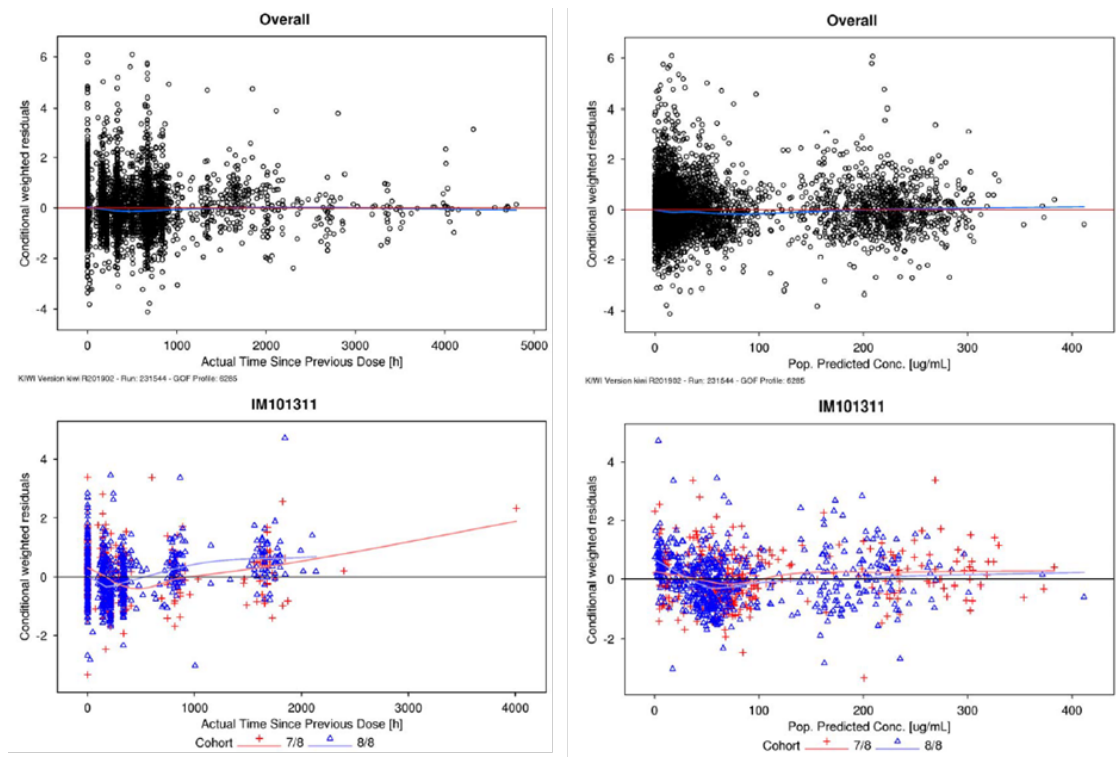 Overall
Conditional weighted residuals
6
4
2
0
-2
-4
0 1000 2000 3000 4000 5000
Actual Time Since Previous Dose [h]
KIWI Version kiwi R201902 - Run: 231544 - GOF Profile: 6285
Overall
Conditional weighted residuals
6
4
2
0
-2
-4
0 100 200 300 400
Pop. Predicted Conc. [ug/mL]
KIWI Version kiwi R201902 - Run: 231544 - GOF Profile: 6285
IM101311
Conditional weighted residuals
4
2
0
-2
0 1000 2000 3000 4000
Actual Time Since Previous Dose [h]
Cohort 7/8 8/8
IM101311
Conditional weighted residuals
4
2
0
-2
0 100 200 300 400
Pop. Predicted Conc. [ug/mL]
Cohort 7/8 8/8